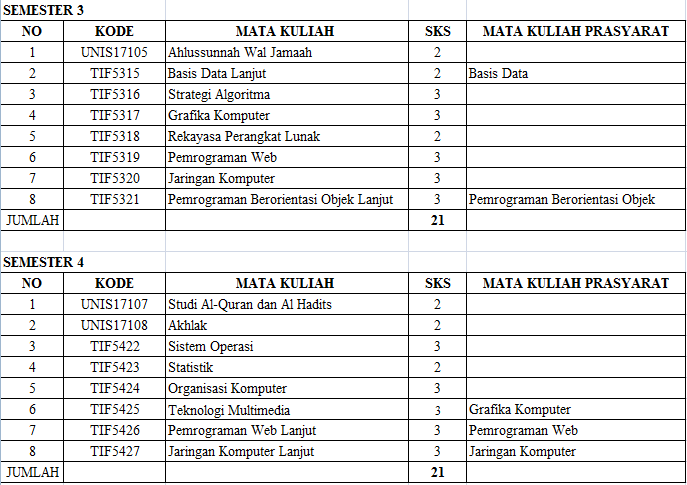 SEMESTER 3
NO KODE MATA KULIAH SKS MATA KULIAH PRASYARAT
1 UNIS17105 Ahlussunnah Wal Jamaah 2
2 TIF5315 Basis Data Lanjut 2 Basis Data
3 TIF5316 Strategi Algoritma 3
4 TIF5317 Grafika Komputer 3
5 TIF5318 Rekayasa Perangkat Lunak 2
6 TIF5319 Pemrograman Web 3
7 TIF5320 Jaringan Komputer 3
8 TIF5321 Pemrograman Berorientasi Objek Lanjut 3 Pemrograman Berorientasi Objek
JUMLAH 21
SEMESTER 4
NO KODE MATA KULIAH SKS MATA KULIAH PRASYARAT
1 UNIS17107 Studi Al-Quran dan Al Hadits 2
2 UNIS17108 Akhlak 2
3 TIF5422 Sistem Operasi 3
4 TIF5423 Statistik 2
5 TIF5424 Organisasi Komputer 3
6 TIF5425 Teknologi Multimedia 3 Grafika Komputer
7 TIF5426 Pemrograman Web Lanjut 3 Pemrograman Web
8 TIF5427 Jaringan Komputer Lanjut 3 Jaringan Komputer
JUMLAH 21